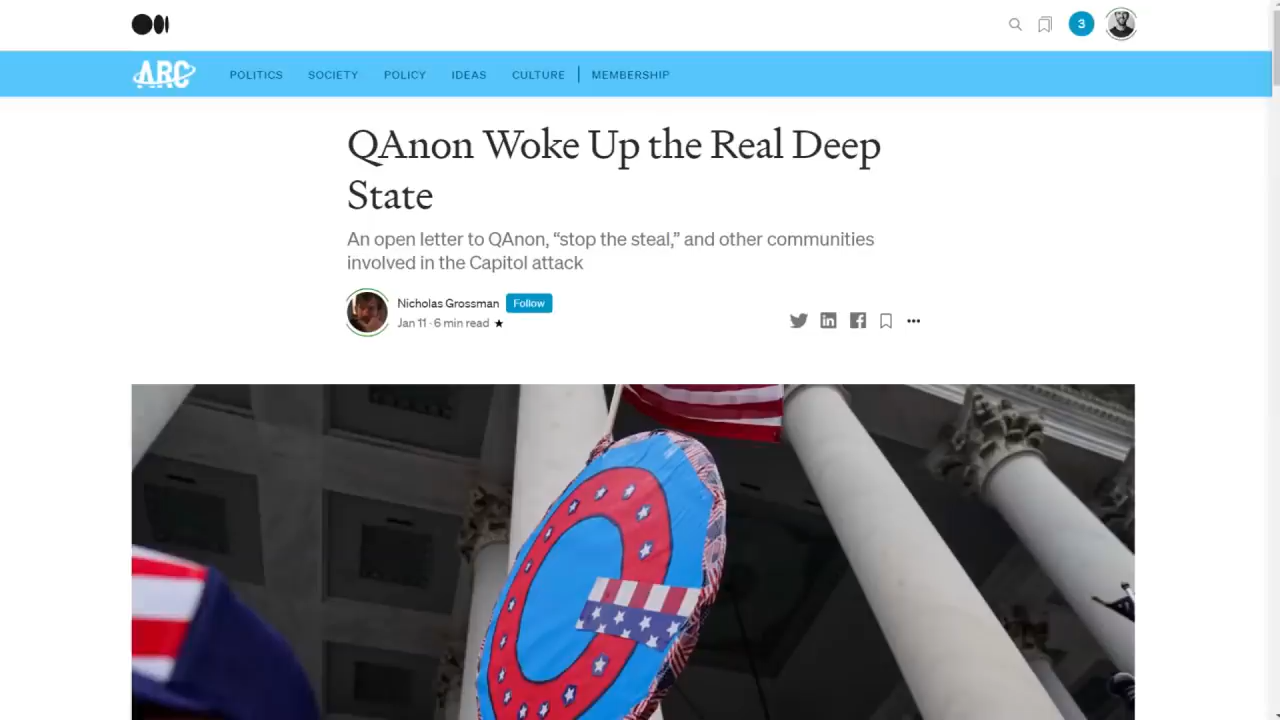 3
ARC
POLITICS SOCIETY POLICY IDEAS CULTURE MEMBERSHIP
QAnon Woke Up the Real Deep
State
An open letter to QAnon, “stop the steal,” and other communities
involved in the Capitol attack
Nicholas Grossman Follow
Jan 11 · 6 min read ★
Q